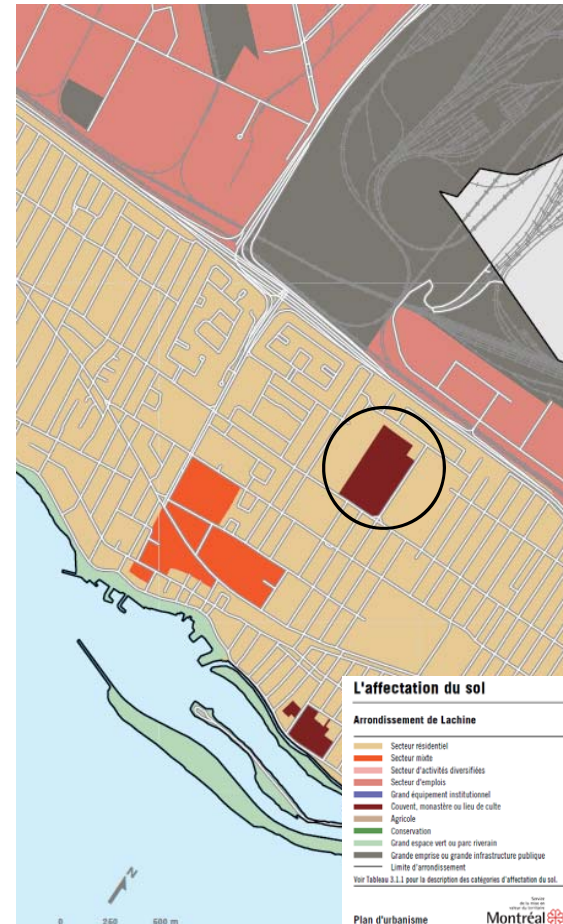 L'affectation du sol
Arrondissement de Lachine
Secteur résidentiel
Secteur mixte
Secteur d'activités diversifiées
Secteur d'emplois
Grand équipement institutionnel
Couvent, monastère ou lieu de culte
Agricole
Conservation
Grand espace vert ou parc riverain
Grande emprise ou grande infrastructure publique
Limite d'arrondissement
Voir Tableau 3.1.1 pour la description des catégories d'affectation du sol.
Plan d'urbanisme
Montréal
0 250 500 m